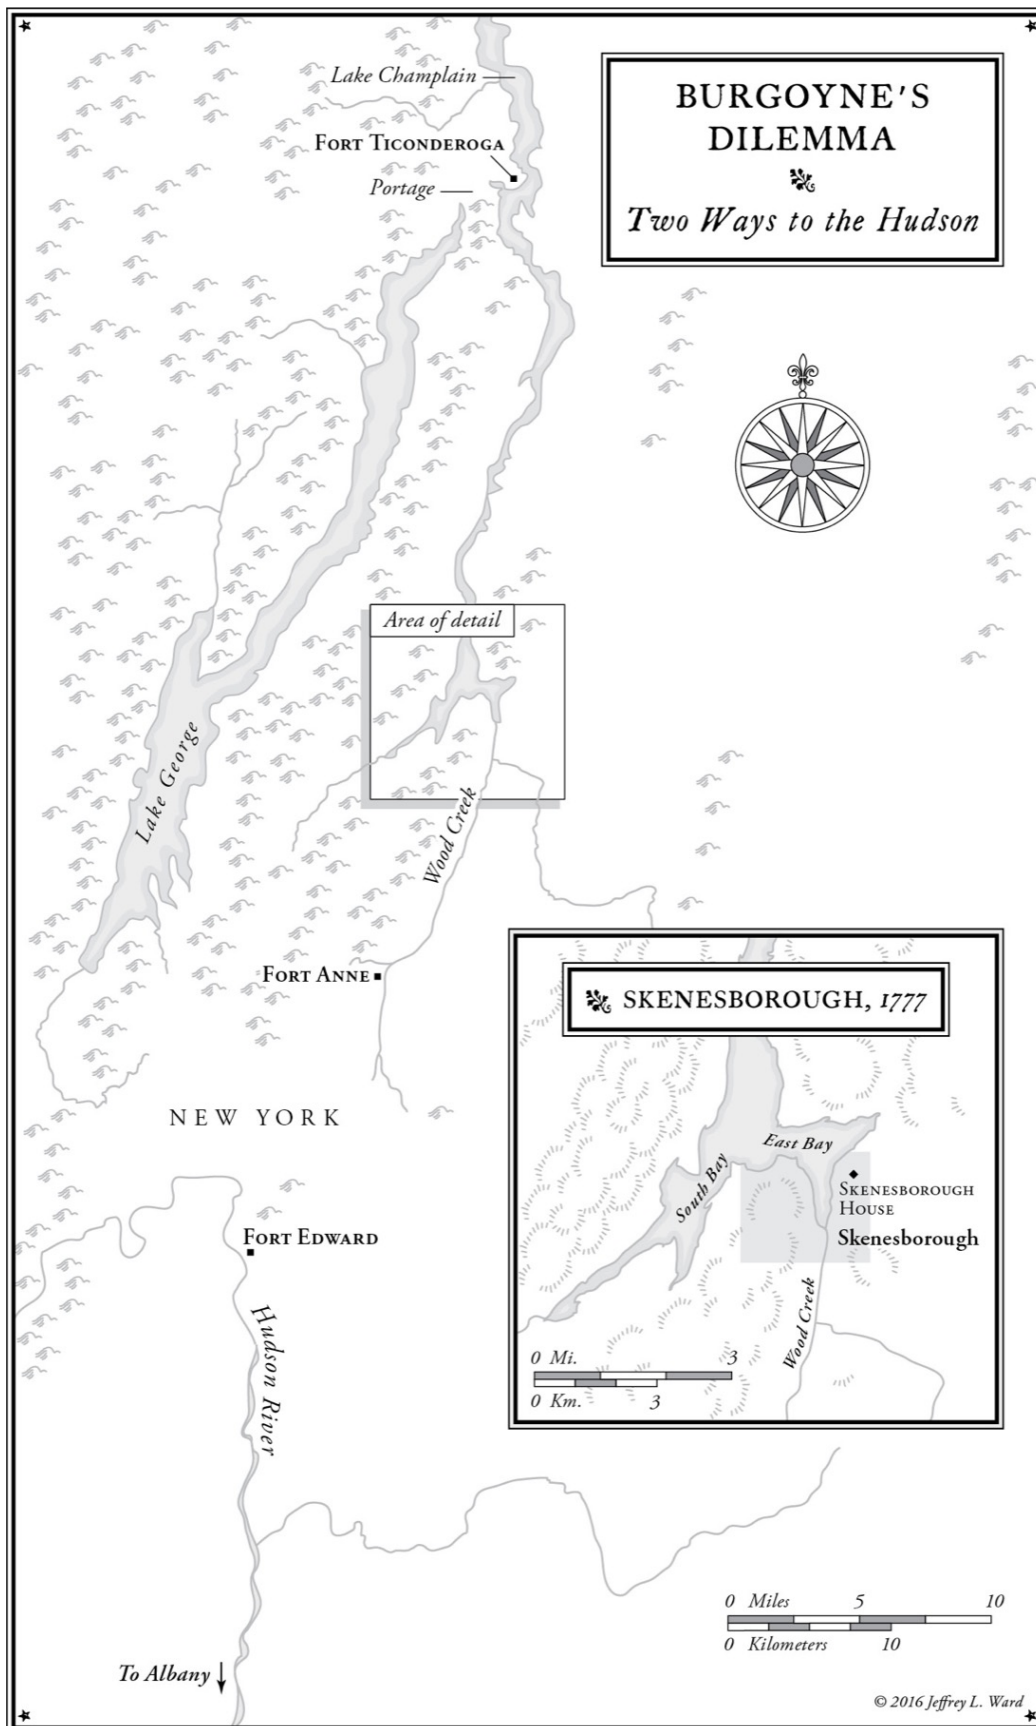 BURGOYNE'S
DILEMMA
Two Ways to the Hudson
Lake Champlain
FORT TICONDEROGA
Portage
Area of detail
Lake George
Wood Creek
FORT ANNE
NEW YORK
FORT EDWARD
Hudson River
To Albany
SKENESBOROUGH, 1777
East Bay
South Bay
SKENESBOROUGH
HOUSE
Skenesborough
Wood Creek
0 Mi. 3
0 Km. 3
0 Miles 5 10
0 Kilometers 10
© 2016 Jeffrey L. Ward